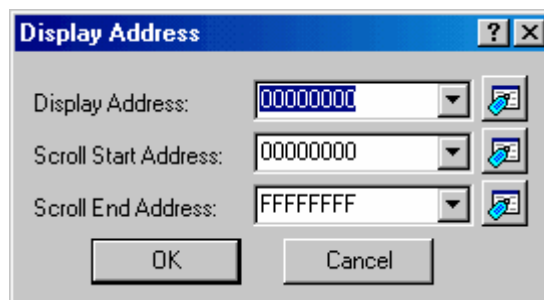 Display Address
Display Address: 00000000
Scroll Start Address: 00000000
Scroll End Address: FFFFFFFF
OK Cancel